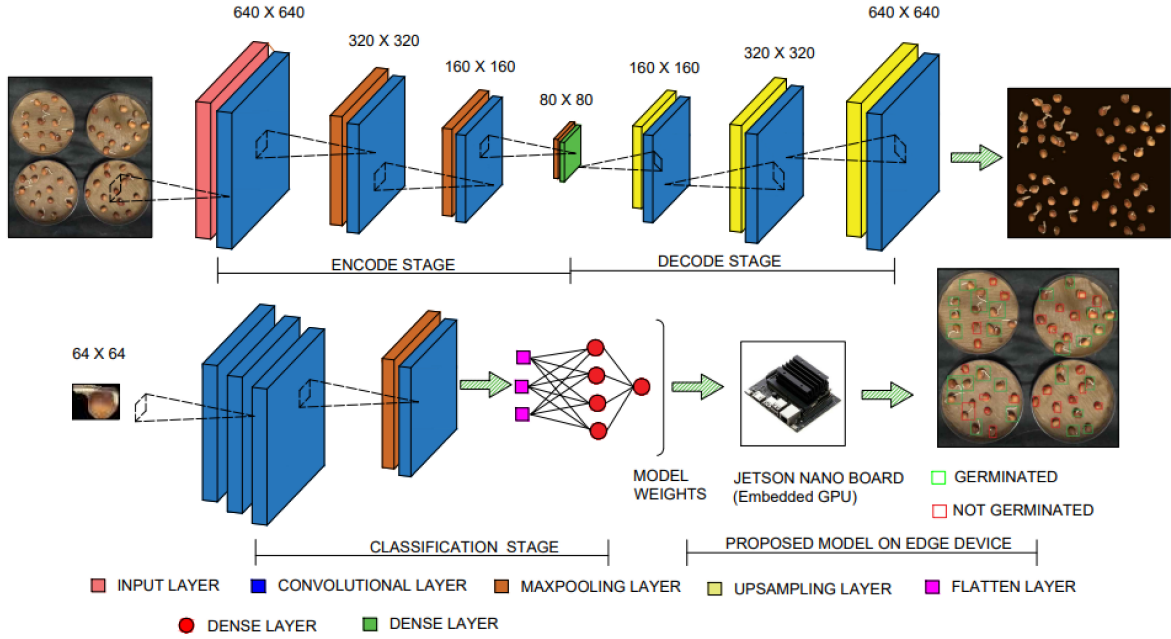 640 X 640
320 X 320
160 X 160
80 X 80
160 X 160
320 X 320
640 X 640
ENCODE STAGE
DECODE STAGE
64 X 64
MODEL
WEIGHTS
JETSON NANO BOARD
(Embedded GPU)
GERMINATED
NOT GERMINATED
CLASSIFICATION STAGE
PROPOSED MODEL ON EDGE DEVICE
INPUT LAYER
CONVOLUTIONAL LAYER
MAXPOOLING LAYER
UPSAMPLING LAYER
FLATTEN LAYER
DENSE LAYER
DENSE LAYER